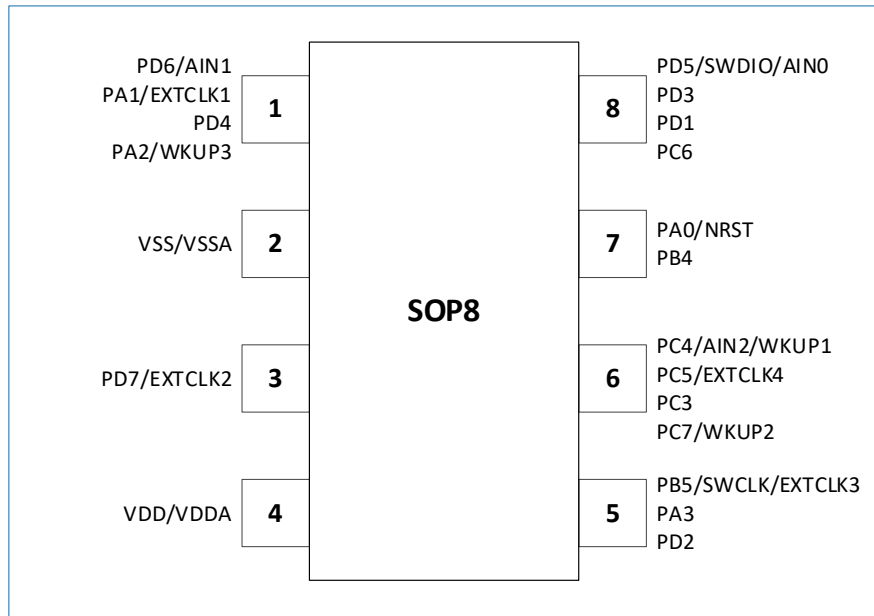 PD6/AIN1
PA1/EXTCLK1
PD4
PA2/WKUP3
1
VSS/VSSA
2
PD7/EXTCLK2
3
VDD/VDDA
4
SOP8
8
PD5/SWDIO/AIN0
PD3
PD1
PC6
7
PA0/NRST
PB4
6
PC4/AIN2/WKUP1
PC5/EXTCLK4
PC3
PC7/WKUP2
5
PB5/SWCLK/EXTCLK3
PA3
PD2